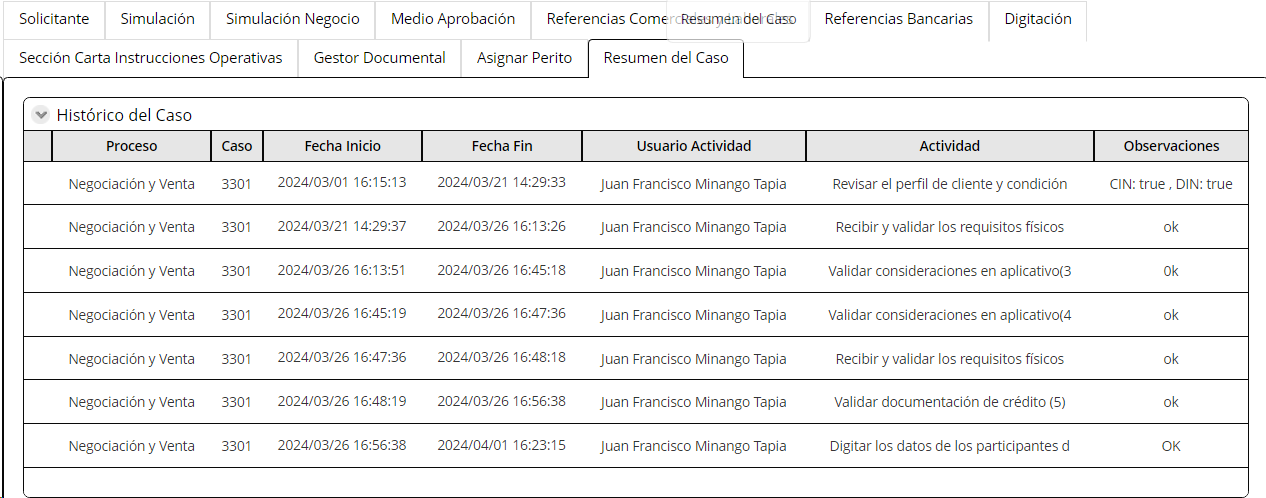 Solicitante Simulación Simulación Negocio Medio Aprobación Referencias Comerciales y Laborales Resumen del Caso Referencias Bancarias Digitación
Sección Carta Instrucciones Operativas Gestor Documental Asignar Perito Resumen del Caso
Histórico del Caso
Proceso Caso Fecha Inicio Fecha Fin Usuario Actividad Actividad Observaciones
Negociación y Venta 3301 2024/03/01 16:15:13 2024/03/21 14:29:33 Juan Francisco Minango Tapia Revisar el perfil de cliente y condición CIN: true , DIN: true
Negociación y Venta 3301 2024/03/21 14:29:37 2024/03/26 16:13:26 Juan Francisco Minango Tapia Recibir y validar los requisitos físicos ok
Negociación y Venta 3301 2024/03/26 16:13:51 2024/03/26 16:45:18 Juan Francisco Minango Tapia Validar consideraciones en aplicativo(3 0k
Negociación y Venta 3301 2024/03/26 16:45:19 2024/03/26 16:47:36 Juan Francisco Minango Tapia Validar consideraciones en aplicativo(4 ok
Negociación y Venta 3301 2024/03/26 16:47:36 2024/03/26 16:48:18 Juan Francisco Minango Tapia Recibir y validar los requisitos físicos ok
Negociación y Venta 3301 2024/03/26 16:48:19 2024/03/26 16:56:38 Juan Francisco Minango Tapia Validar documentación de crédito (5) ok
Negociación y Venta 3301 2024/03/26 16:56:38 2024/04/01 16:23:15 Juan Francisco Minango Tapia Digitar los datos de los participantes d OK